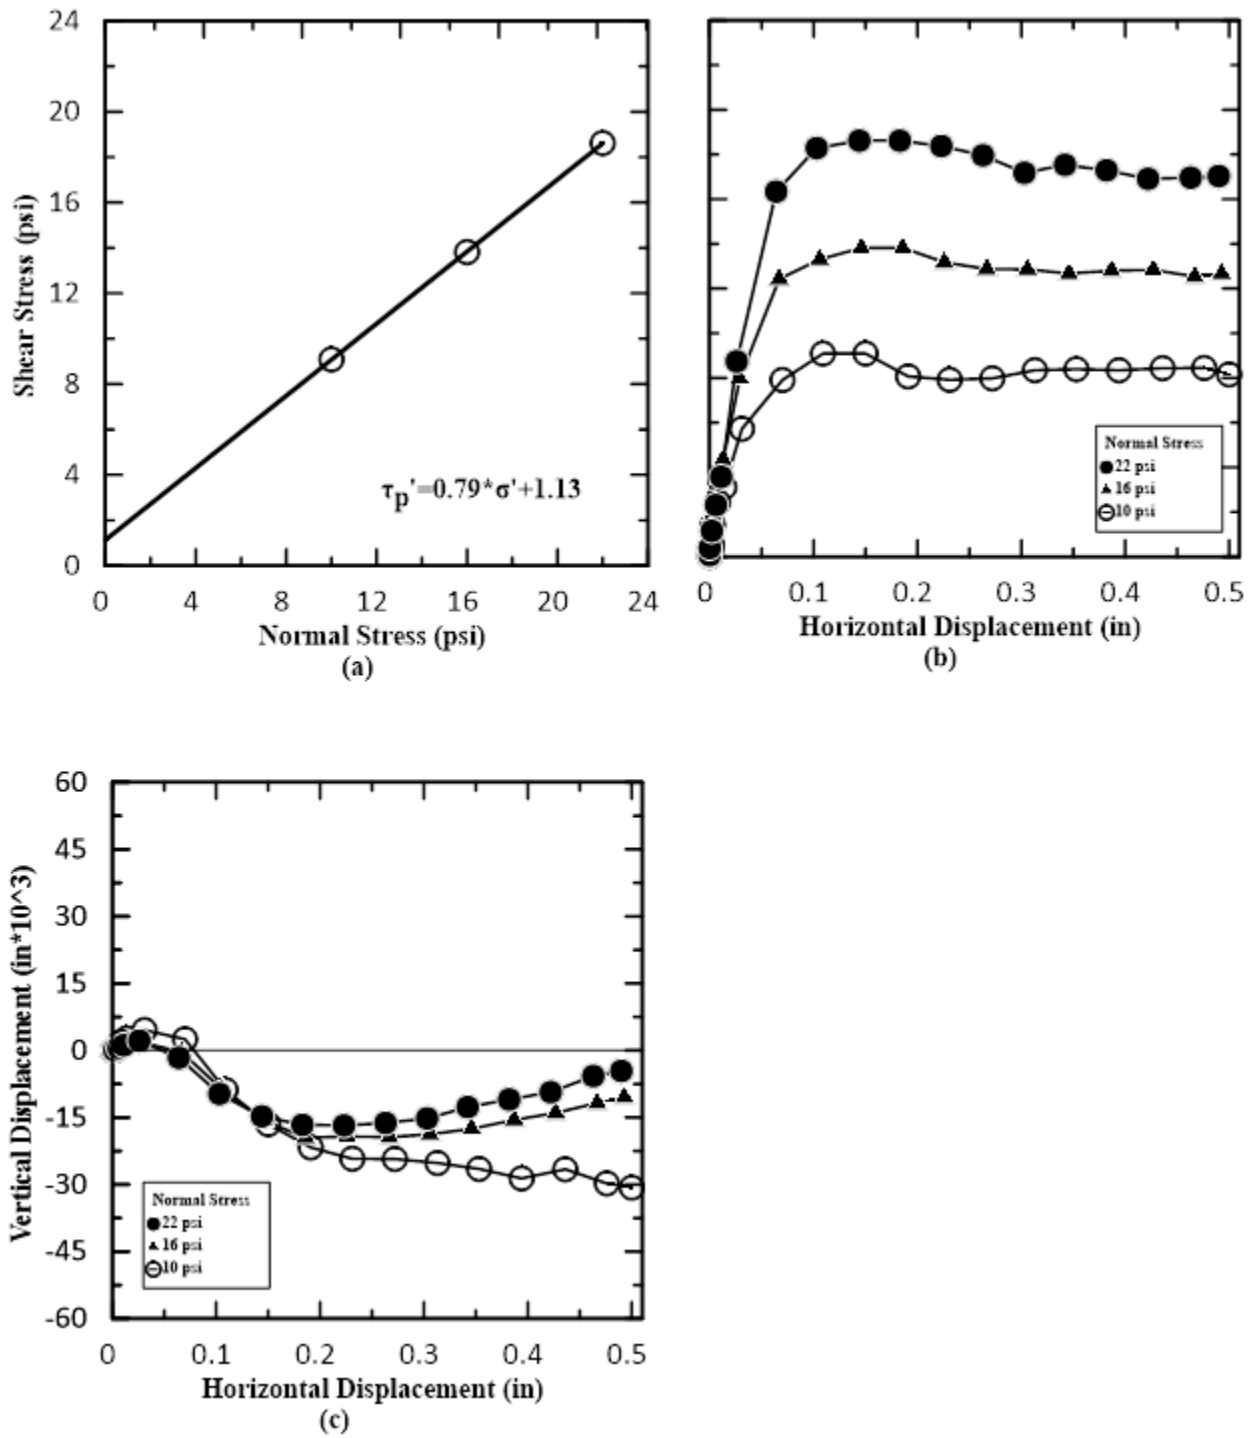 24
20
16
12
8
4
0
Shear Stress (psi)
τp'=0.79*σ'+1.13
0 4 8 12 16 20 24
Normal Stress (psi)
(a)
Normal Stress
22 psi
16 psi
10 psi
0 0.1 0.2 0.3 0.4 0.5
Horizontal Displacement (in)
(b)
60
45
30
15
0
-15
-30
-45
-60
Vertical Displacement (in*10^3)
Normal Stress
22 psi
16 psi
10 psi
0 0.1 0.2 0.3 0.4 0.5
Horizontal Displacement (in)
(c)